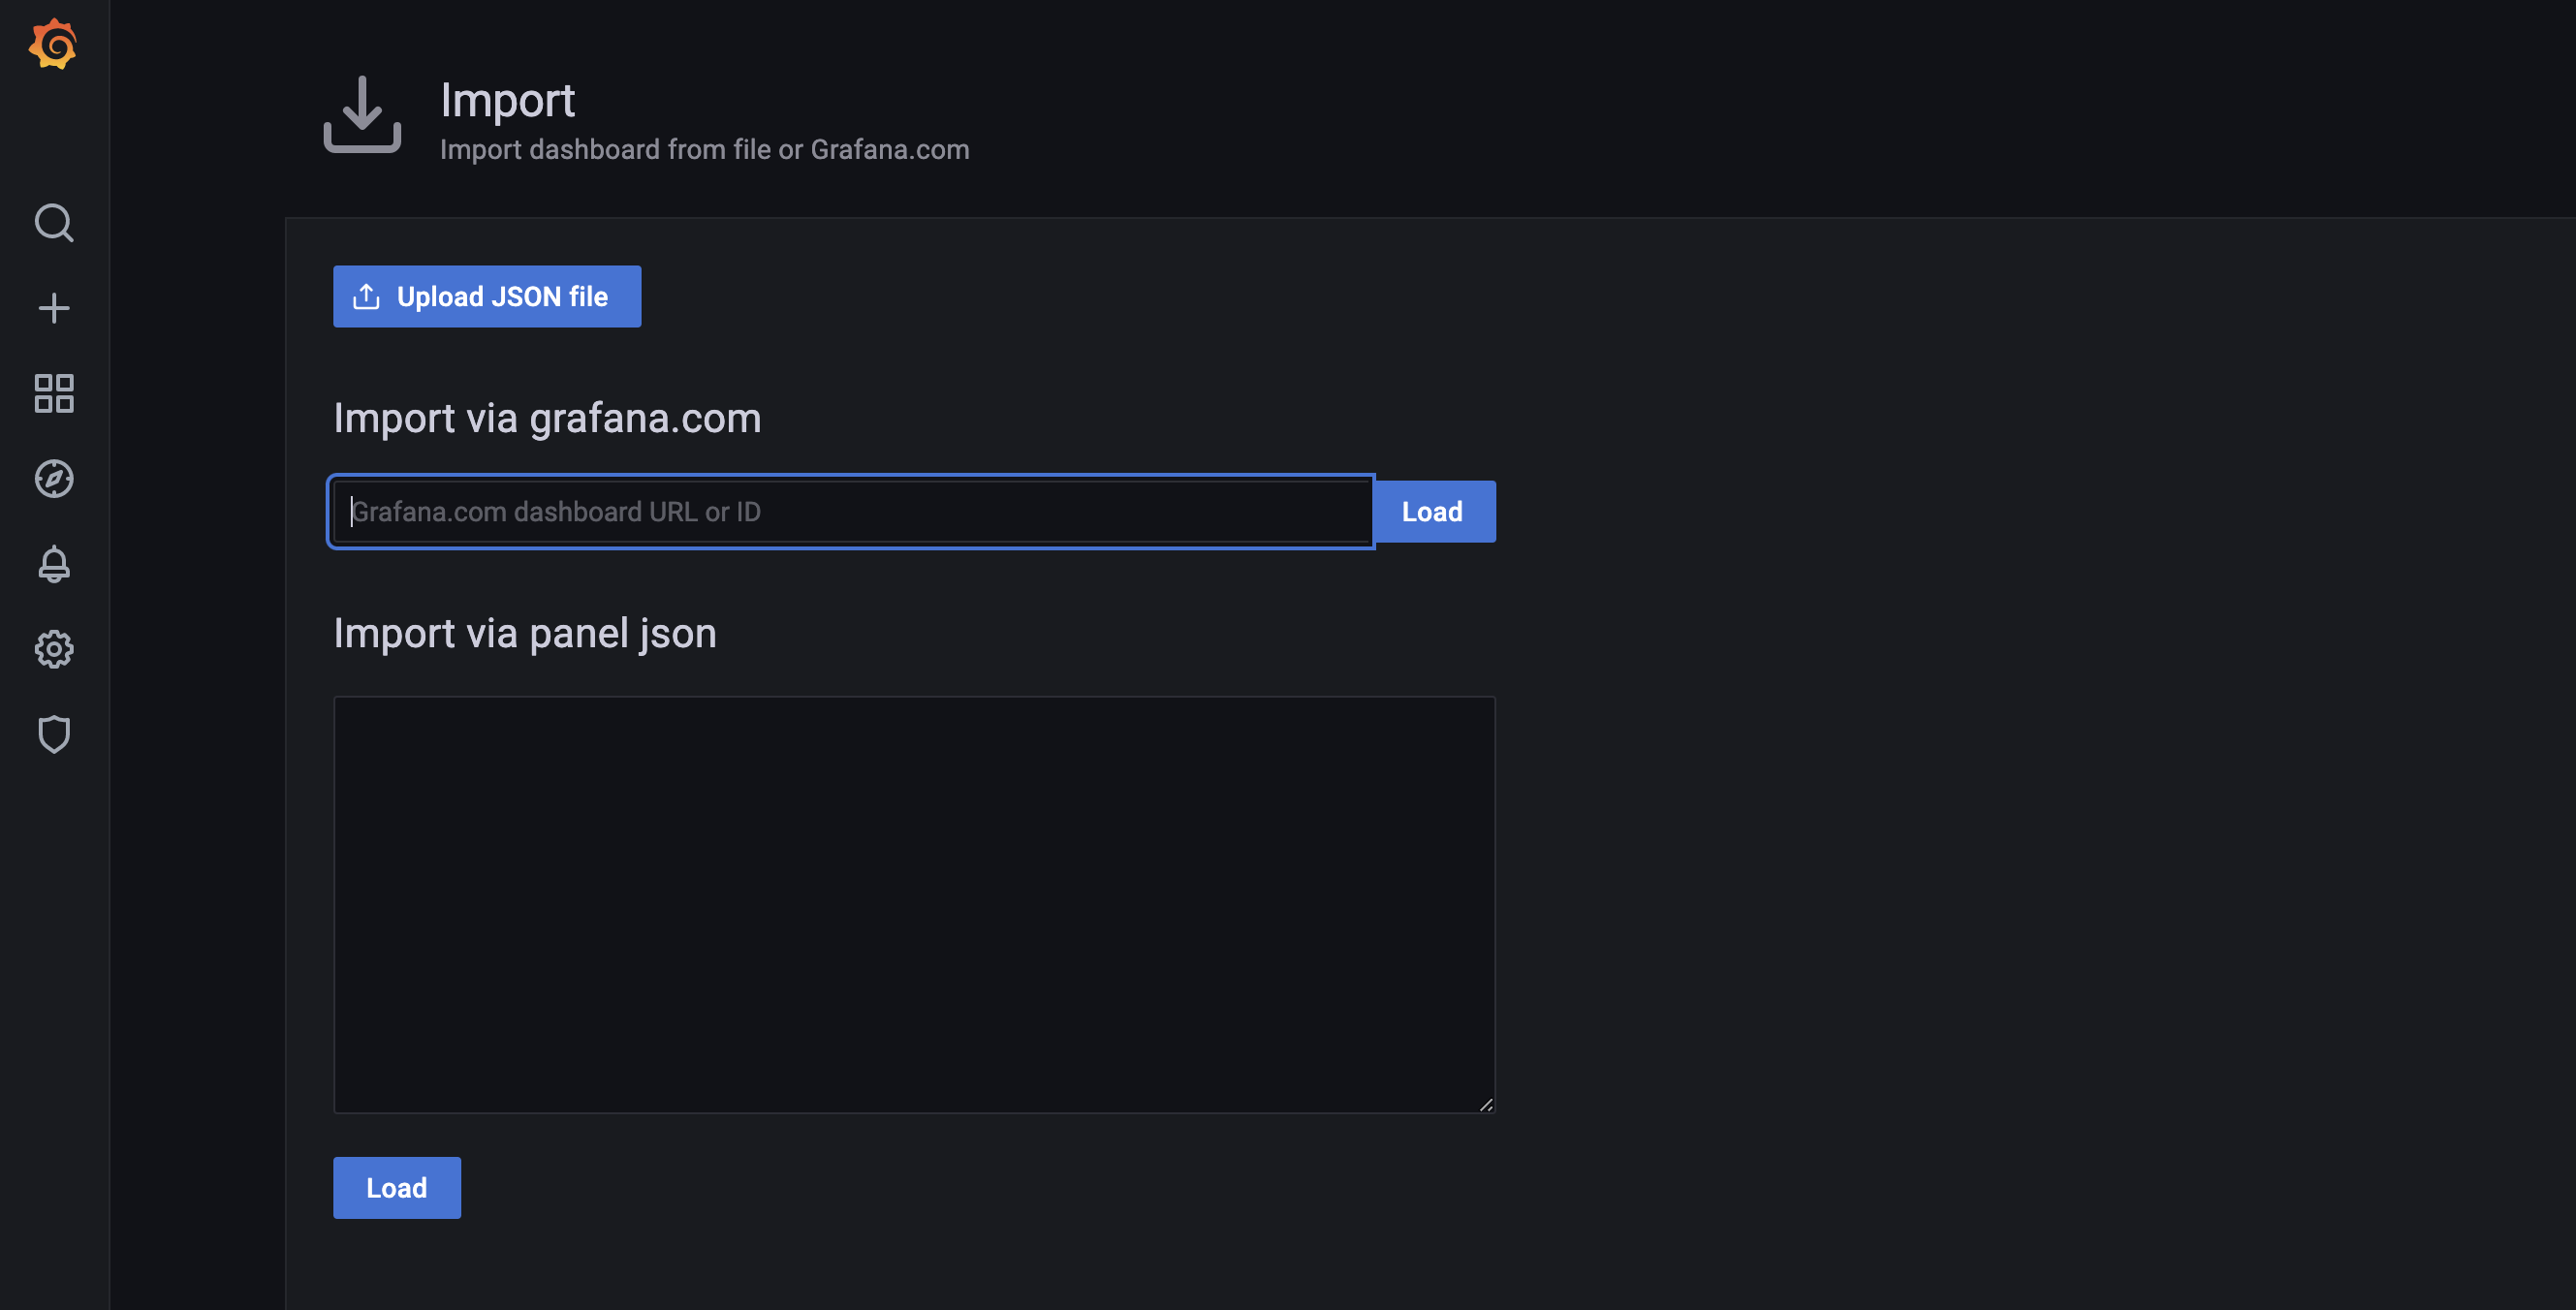 Import
Import dashboard from file or Grafana.com
Upload JSON file
Import via grafana.com
Grafana.com dashboard URL or ID
Load
Import via panel json
Load